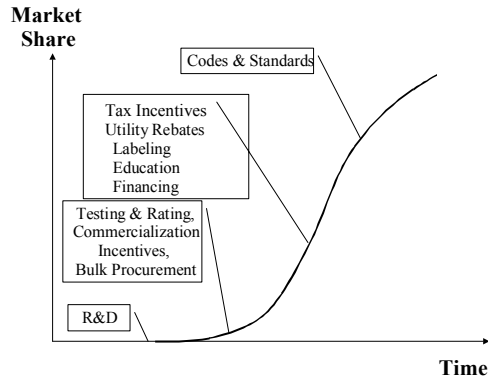 Market
Share
Codes & Standards
Tax Incentives
Utility Rebates
Labeling
Education
Financing
Testing & Rating,
Commercialization
Incentives,
Bulk Procurement
R&D
Time